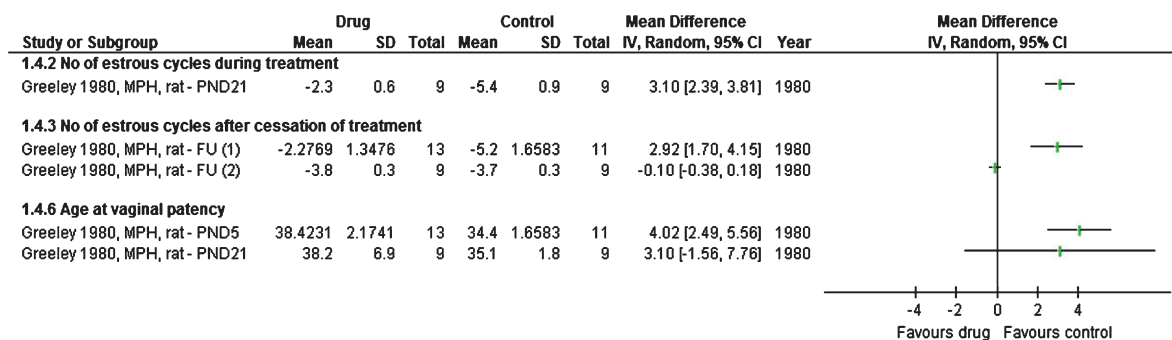 Drug Control Mean Difference Mean Difference
Study or Subgroup Mean SD Total Mean SD Total IV, Random, 95% CI Year IV, Random, 95% CI
1.4.2 No of estrous cycles during treatment
Greeley 1980, MPH, rat - PND21 -2.3 0.6 9 -5.4 0.9 9 3.10 [2.39, 3.81] 1980
1.4.3 No of estrous cycles after cessation of treatment
Greeley 1980, MPH, rat - FU (1) -2.2769 1.3476 13 -5.2 1.6583 11 2.92 [1.70, 4.15] 1980
Greeley 1980, MPH, rat - FU (2) -3.8 0.3 9 -3.7 0.3 9 -0.10 [-0.38, 0.18] 1980
1.4.6 Age at vaginal patency
Greeley 1980, MPH, rat - PND5 38.4231 2.1741 13 34.4 1.6583 11 4.02 [2.49, 5.56] 1980
Greeley 1980, MPH, rat - PND21 38.2 6.9 9 35.1 1.8 9 3.10 [-1.56, 7.76] 1980
-4 -2 0 2 4
Favours drug Favours control